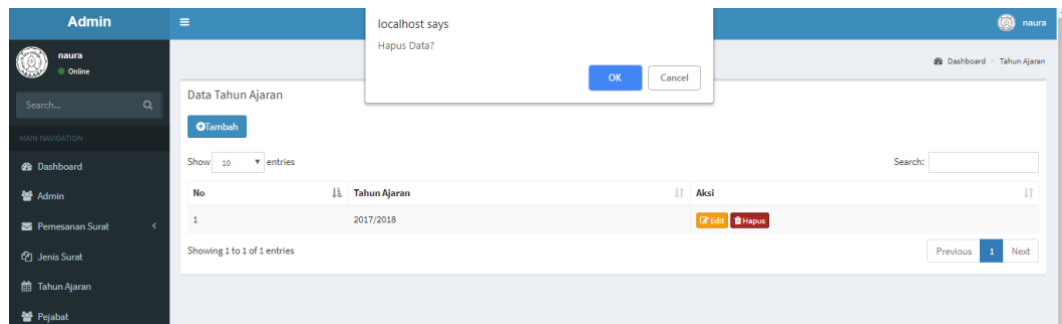 Admin
naura
naura
Online
Search...
MAIN NAVIGATION
Dashboard
Admin
Pemesanan Surat
Jenis Surat
Tahun Ajaran
Pejabat
localhost says
Hapus Data?
OK Cancel
Dashboard > Tahun Ajaran
Data Tahun Ajaran
Tambah
Show 10 entries
Search:
No Tahun Ajaran Aksi
1 2017/2018 Edit Hapus
Showing 1 to 1 of 1 entries
Previous 1 Next